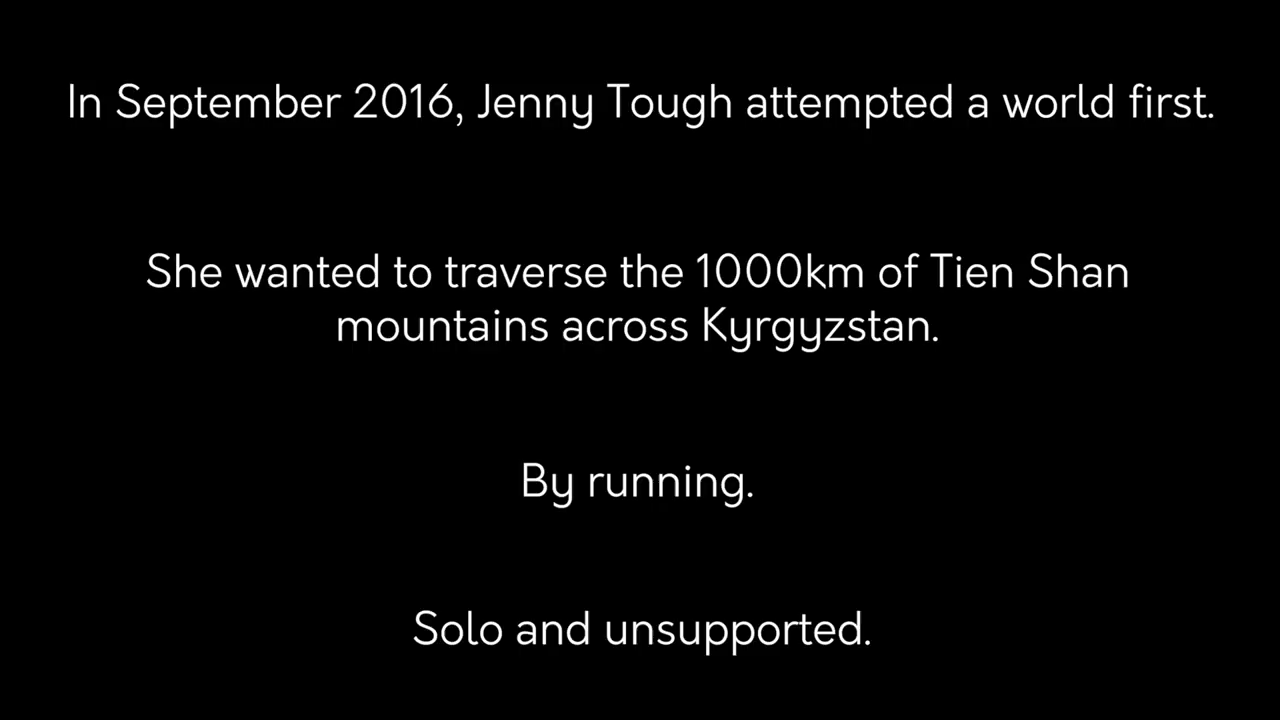 In September 2016, Jenny Tough attempted a world first.
She wanted to traverse the 1000km of Tien Shan
mountains across Kyrgyzstan.
By running.
Solo and unsupported.